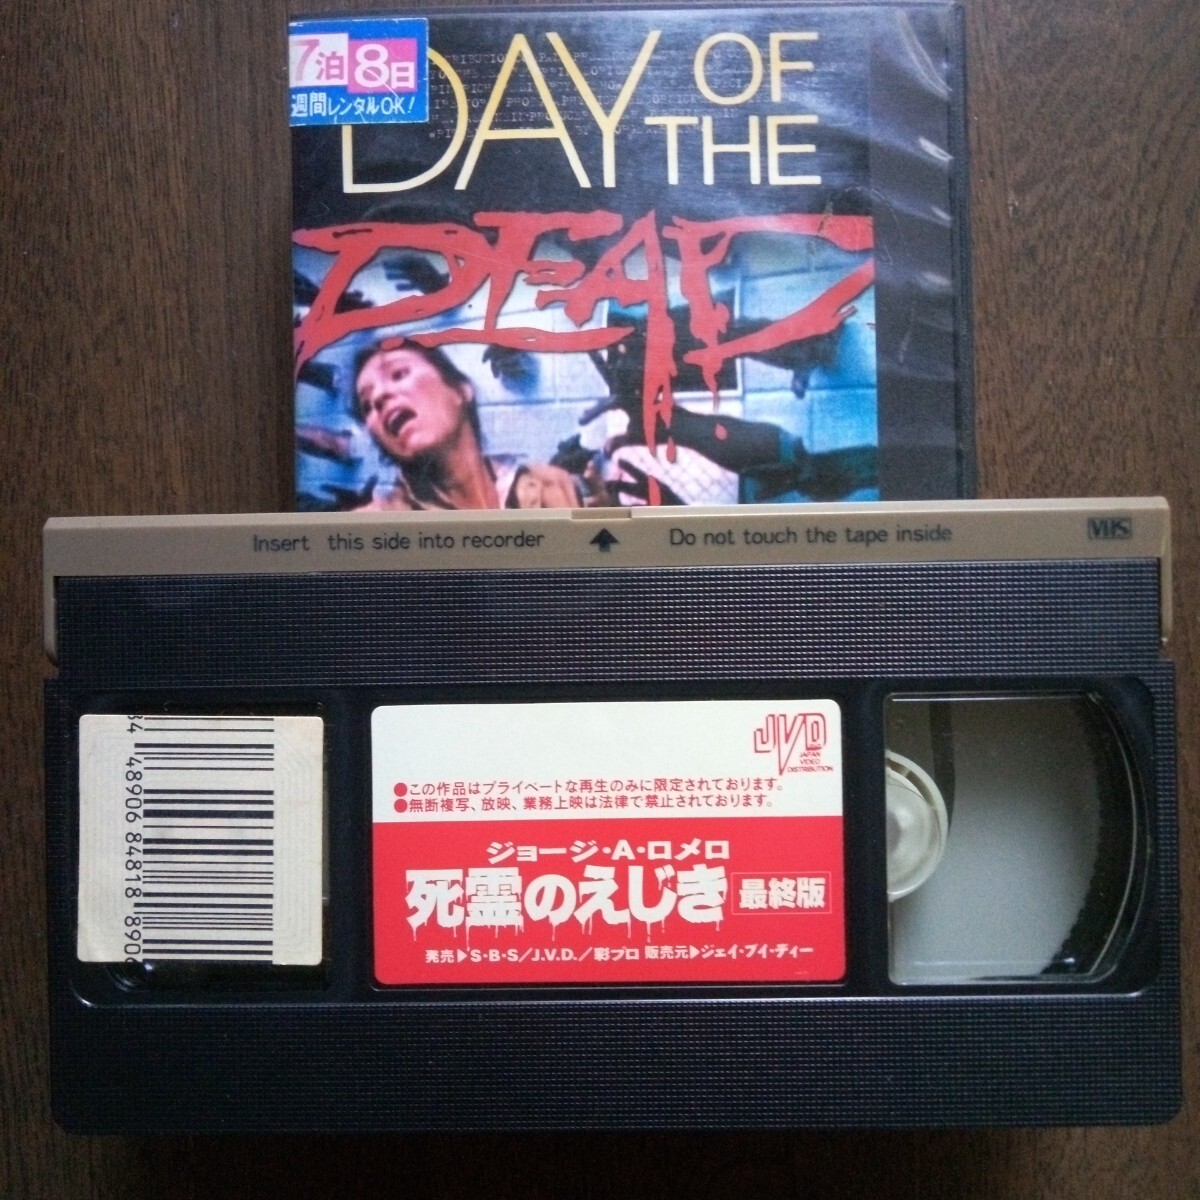 7泊8日
週間レンタルOK!
DAY OF
THE
DEAD
Insert this side into recorder
Do not touch the tape inside
VHS
84 48906 84818 8906
JVD
JAPAN
VIDEO
DISTRIBUTION
●この作品はプライベートな再生のみに限定されております。
●無断複写、放映、業務上映は法律で禁止されております。
ジョージ・A・ロメロ
死霊のえじき 最終版
発売▶S・B・S／J.V.D.／彩プロ 販売元▶ジェイ・ブイ・ディー